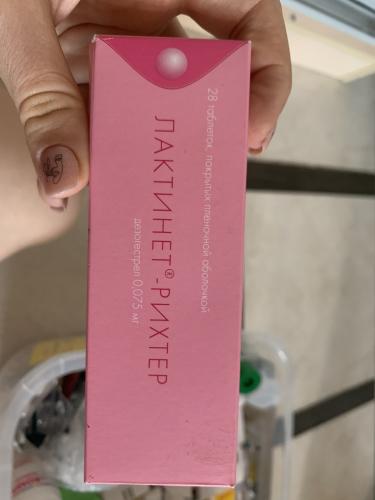 28 таблеток, покрытых пленочной оболочкой
ЛАКТИНЕТ®-РИХТЕР
дезогестрел 0,075 мг